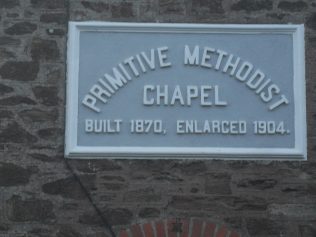 PRIMITIVE METHODIST
CHAPEL
BUILT 1870, ENLARGED 1904.